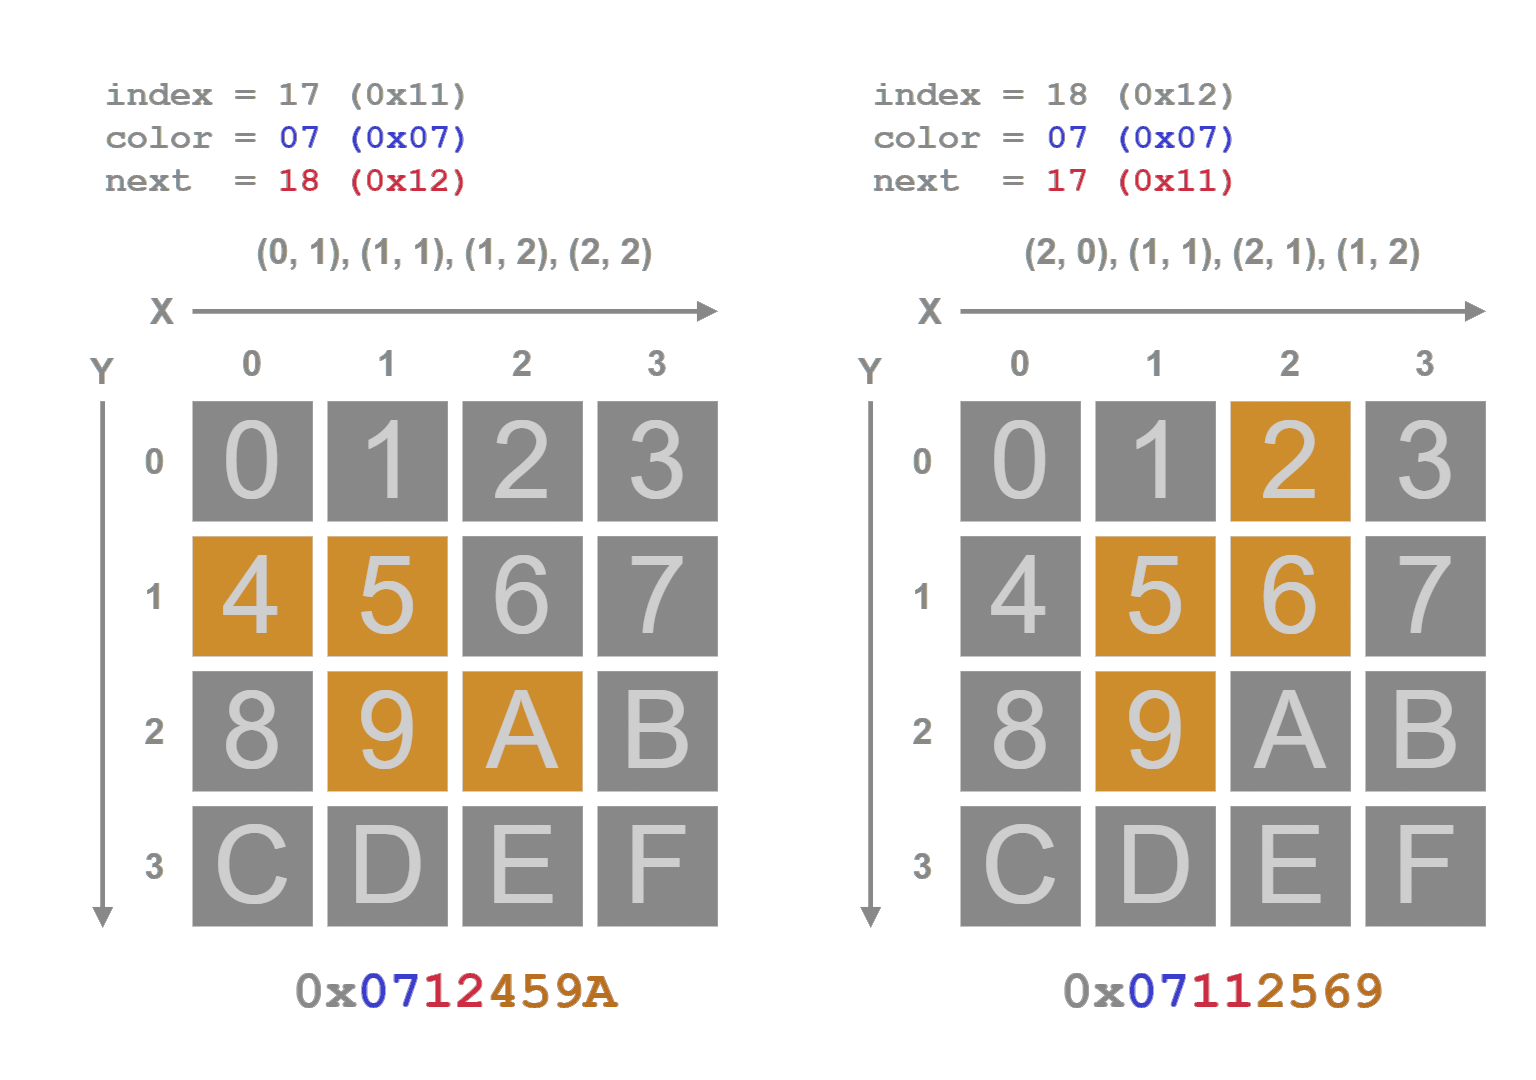 index = 17 (0x11)
color = 07 (0x07)
next  = 18 (0x12)
(0, 1), (1, 1), (1, 2), (2, 2)
X
Y
0 1 2 3
0 0 1 2 3
1 4 5 6 7
2 8 9 A B
3 C D E F
0x0712459A
index = 18 (0x12)
color = 07 (0x07)
next  = 17 (0x11)
(2, 0), (1, 1), (2, 1), (1, 2)
X
Y
0 1 2 3
0 0 1 2 3
1 4 5 6 7
2 8 9 A B
3 C D E F
0x07112569